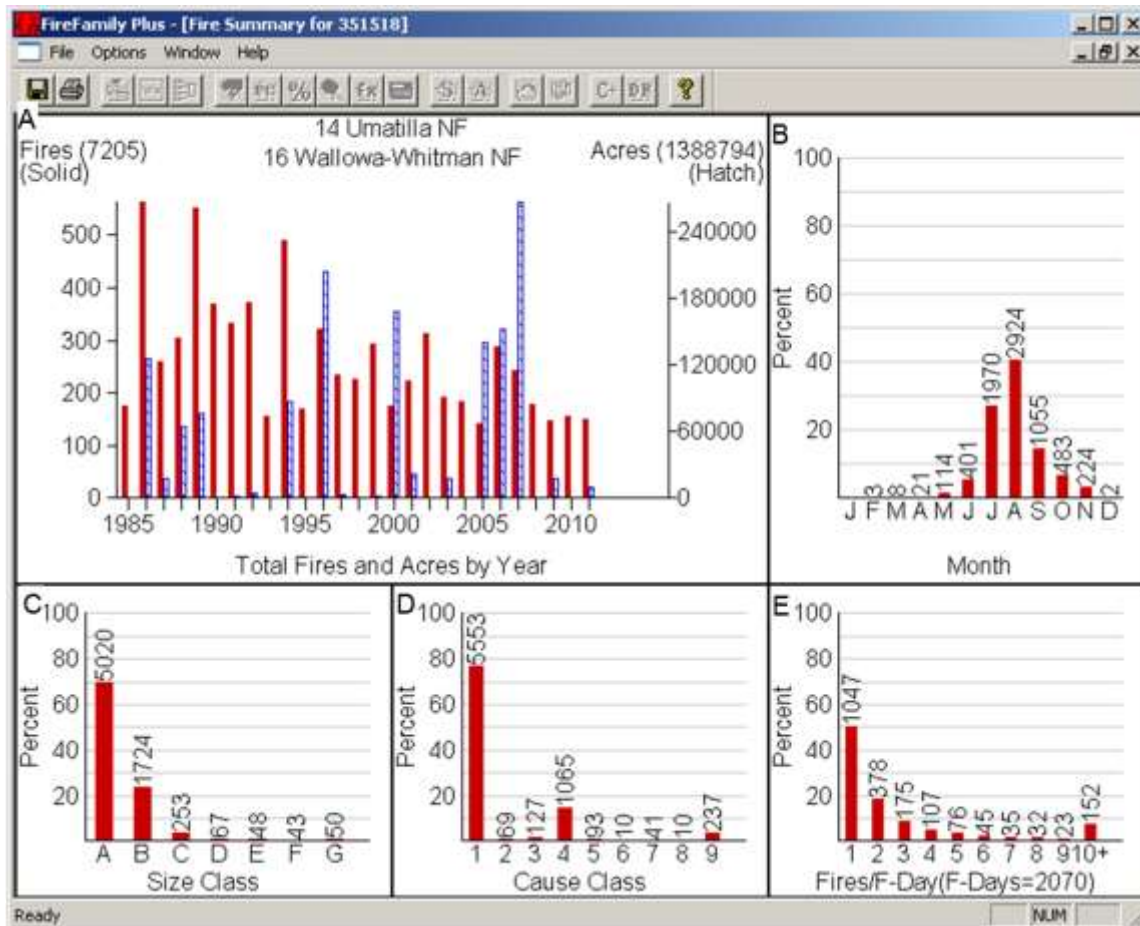 FireFamily Plus - [Fire Summary for 351518]
File Options Window Help
A
14 Umatilla NF
16 Wallowa-Whitman NF
Fires (7205)
(Solid)
Acres (1388794)
(Hatch)
500
400
300
200
100
0
240000
180000
120000
60000
0
1985 1990 1995 2000 2005 2010
Total Fires and Acres by Year
B
100
80
60
40
20
Percent
3 8 21 114 401 1970 2924 1055 483 224 2
J F M A M J J A S O N D
Month
C
100
80
60
40
20
Percent
5020 1724 253 67 48 43 50
A B C D E F G
Size Class
D
100
80
60
40
20
Percent
5553 69 127 1065 93 10 41 10 237
1 2 3 4 5 6 7 8 9
Cause Class
E
100
80
60
40
20
Percent
1047 378 175 107 76 45 35 32 23 152
1 2 3 4 5 6 7 8 9 10+
Fires/F-Day(F-Days=2070)
Ready NUM